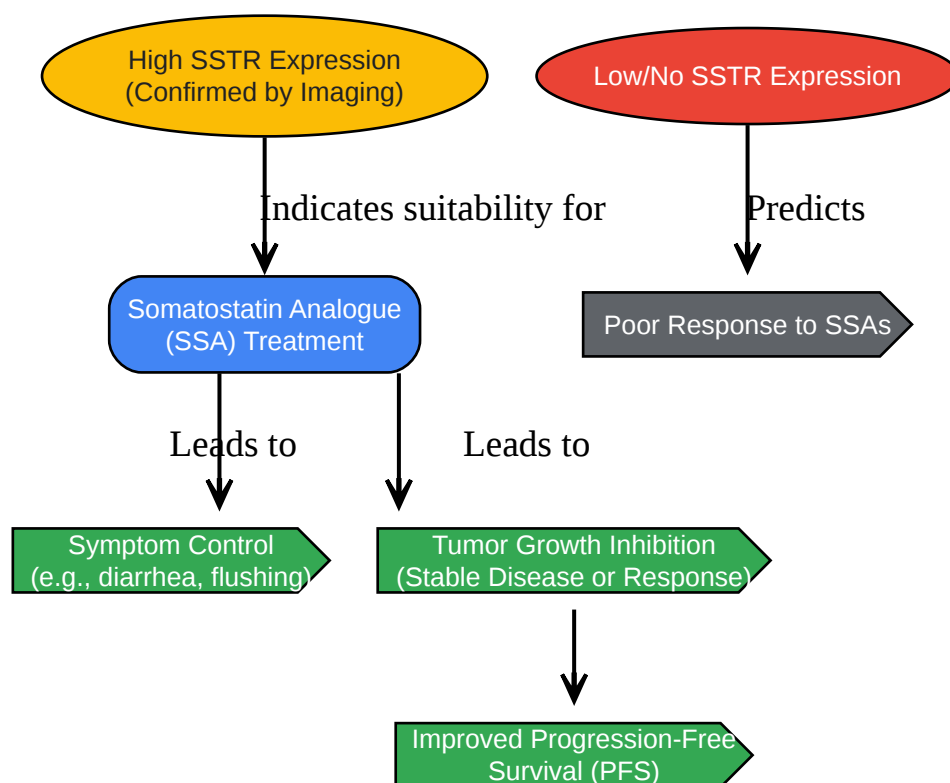 High SSTR Expression
(Confirmed by Imaging)
Low/No SSTR Expression
Indicates suitability for
Predicts
Somatostatin Analogue
(SSA) Treatment
Poor Response to SSAs
Leads to
Leads to
Symptom Control
(e.g., diarrhea, flushing)
Tumor Growth Inhibition
(Stable Disease or Response)
Improved Progression-Free
Survival (PFS)